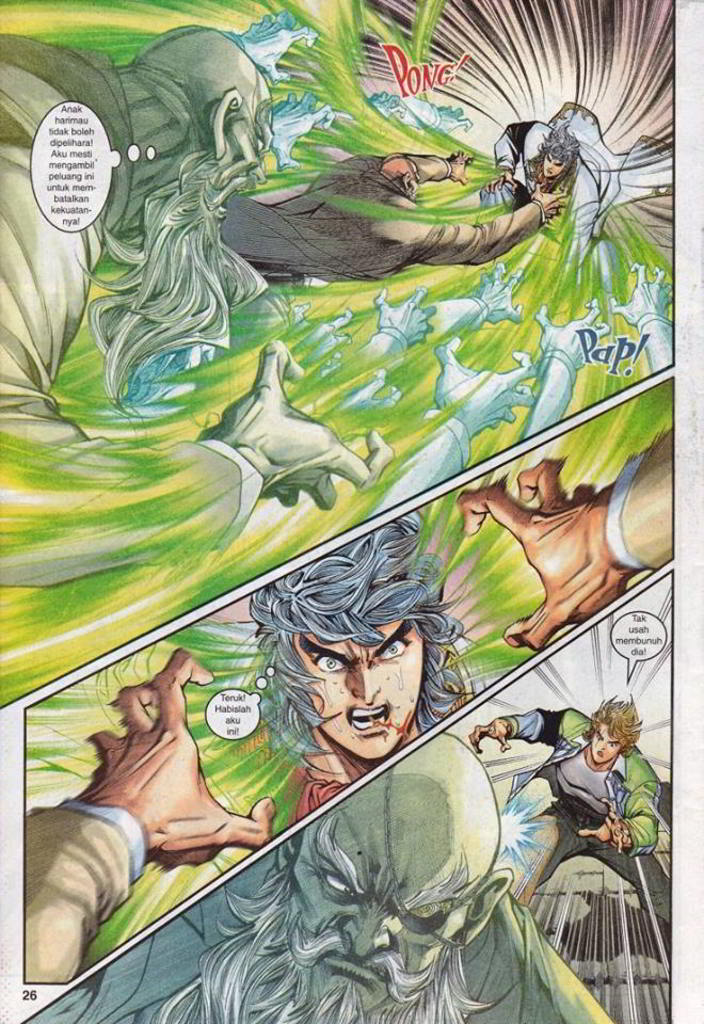 PONG!
Anak
harimau
tidak boleh
dipelihara!
Aku mesti
mengambil
peluang ini
untuk mem-
batalkan
kekuatan-
nya!
Pap!
Teruk!
Habislah
aku
ini!
Tak
usah
membunuh
dia!
26